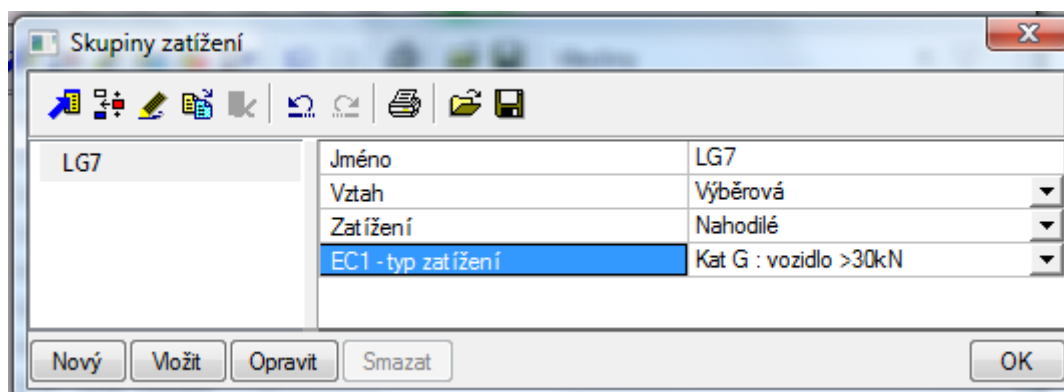 Skupiny zatížení
LG7
Jméno LG7
Vztah Výběrová
Zatížení Nahodilé
EC1 - typ zatížení Kat G : vozidlo >30kN
Nový Vložit Opravit Smazat OK